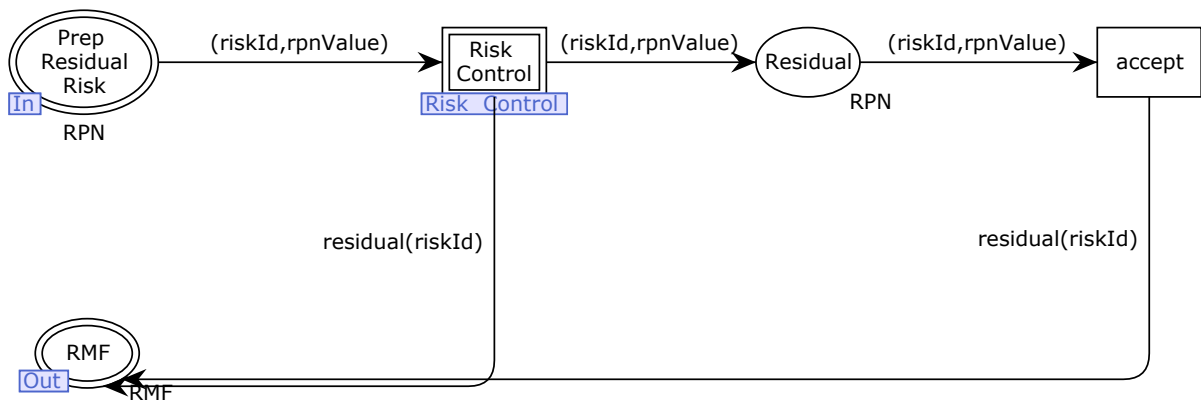 Prep
Residual
Risk
In
RPN
(riskId,rpnValue)
Risk
Control
Risk Control
(riskId,rpnValue)
Residual
RPN
(riskId,rpnValue)
accept
residual(riskId)
residual(riskId)
RMF
Out
RMF